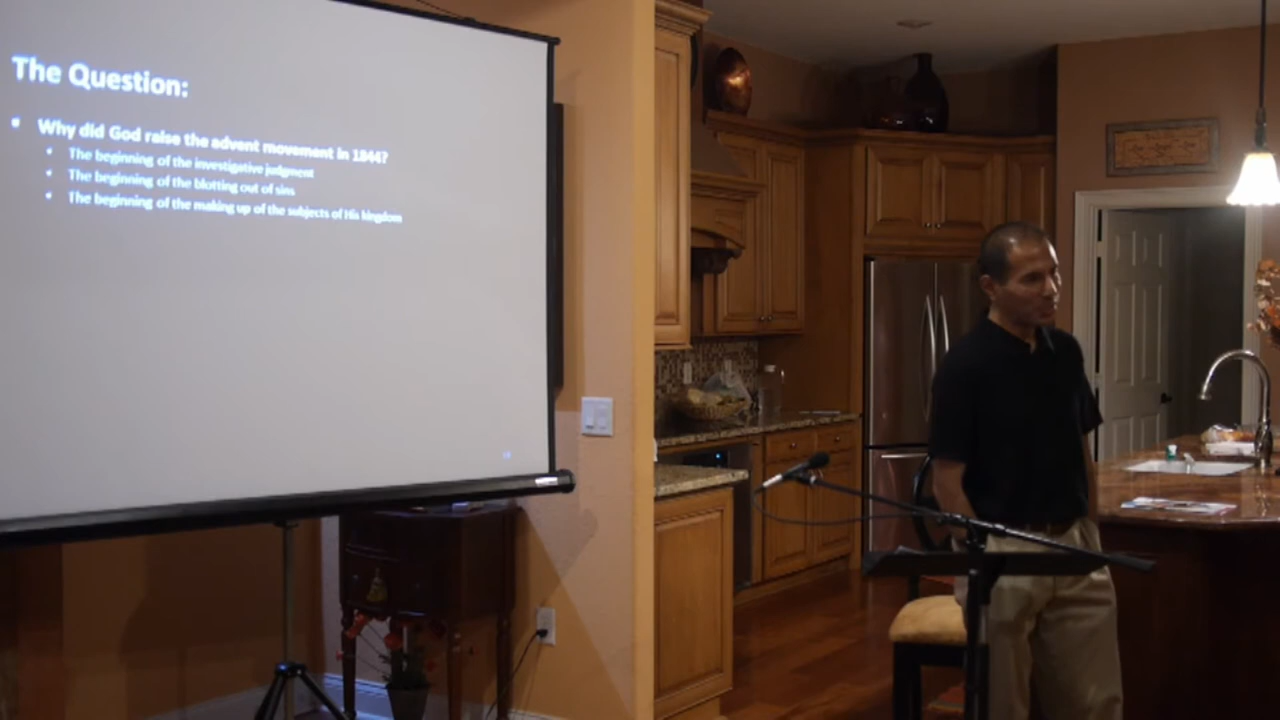 The Question:
• Why did God raise the advent movement in 1844?
• The beginning of the investigative judgment
• The beginning of the blotting out of sins
• The beginning of the making up of the subjects of His kingdom